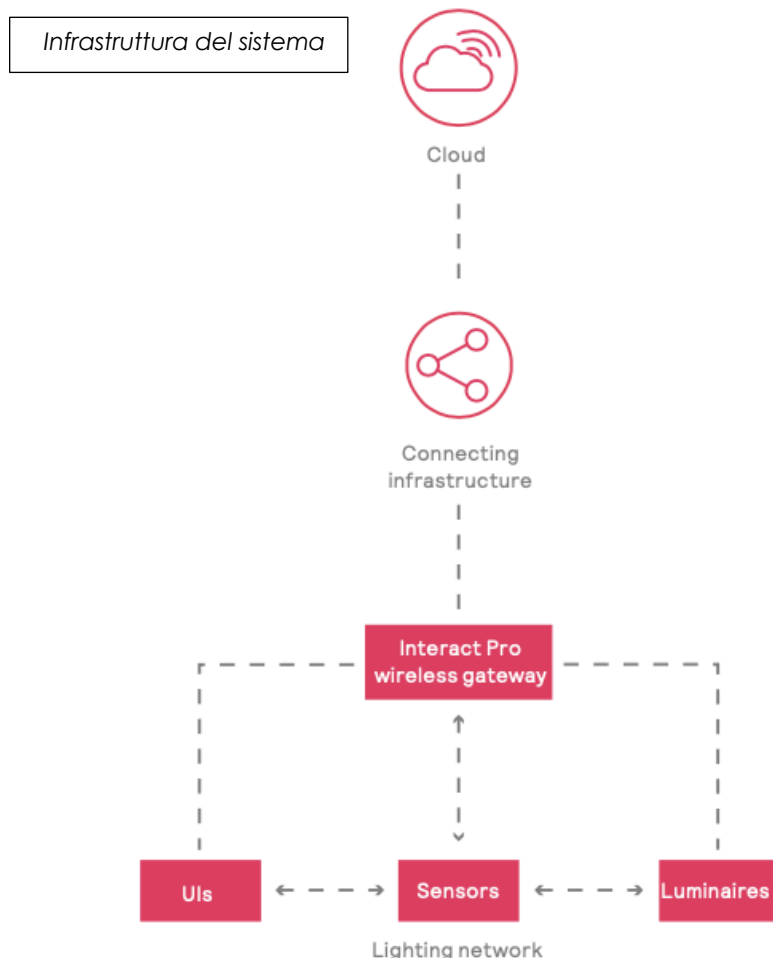 Infrastruttura del sistema
Cloud
Connecting
infrastructure
Interact Pro
wireless gateway
UIs
Sensors
Luminaires
Lighting network